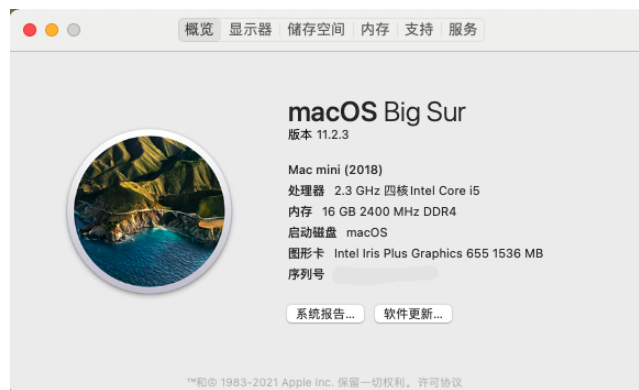 概览 显示器 储存空间 内存 支持 服务
macOS Big Sur
版本 11.2.3
Mac mini (2018)
处理器 2.3 GHz 四核Intel Core i5
内存 16 GB 2400 MHz DDR4
启动磁盘 macOS
图形卡 Intel Iris Plus Graphics 655 1536 MB
序列号
系统报告... 软件更新...
™和© 1983-2021 Apple Inc. 保留一切权利。许可协议